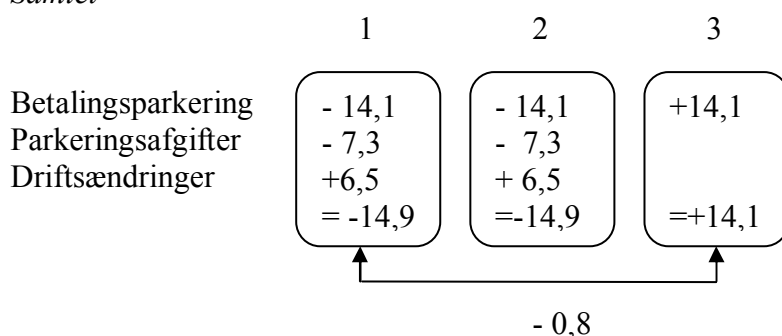 Samlet
1 2 3
Betalingsparkering - 14,1 - 14,1 +14,1
Parkeringsafgifter - 7,3 - 7,3
Driftsændringer +6,5 + 6,5
= -14,9 =-14,9 =+14,1
- 0,8